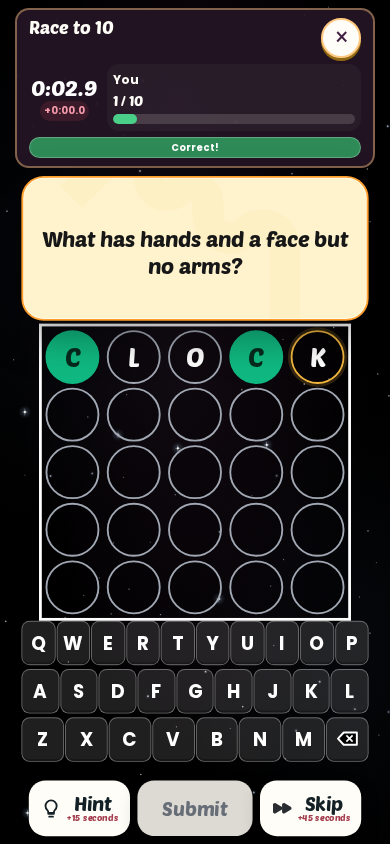 Race to 10
×
0:02.9
+0:00.0
You
1 / 10
Correct!
What has hands and a face but
no arms?
C L O C K
Q W E R T Y U I O P
A S D F G H J K L
Z X C V B N M
Hint
+15 seconds
Submit
Skip
+45 seconds